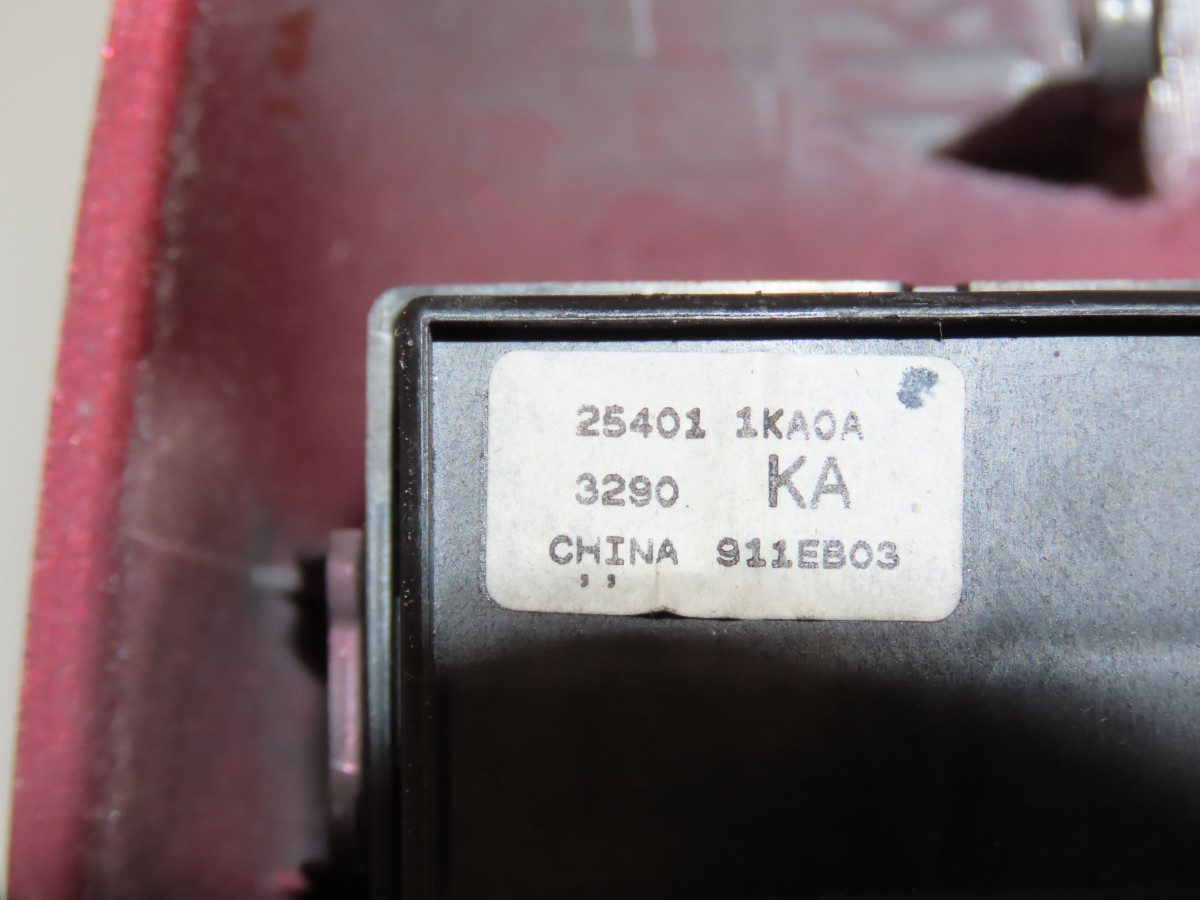 25401 1KA0A
3290 KA
CHINA 911EB03
,,